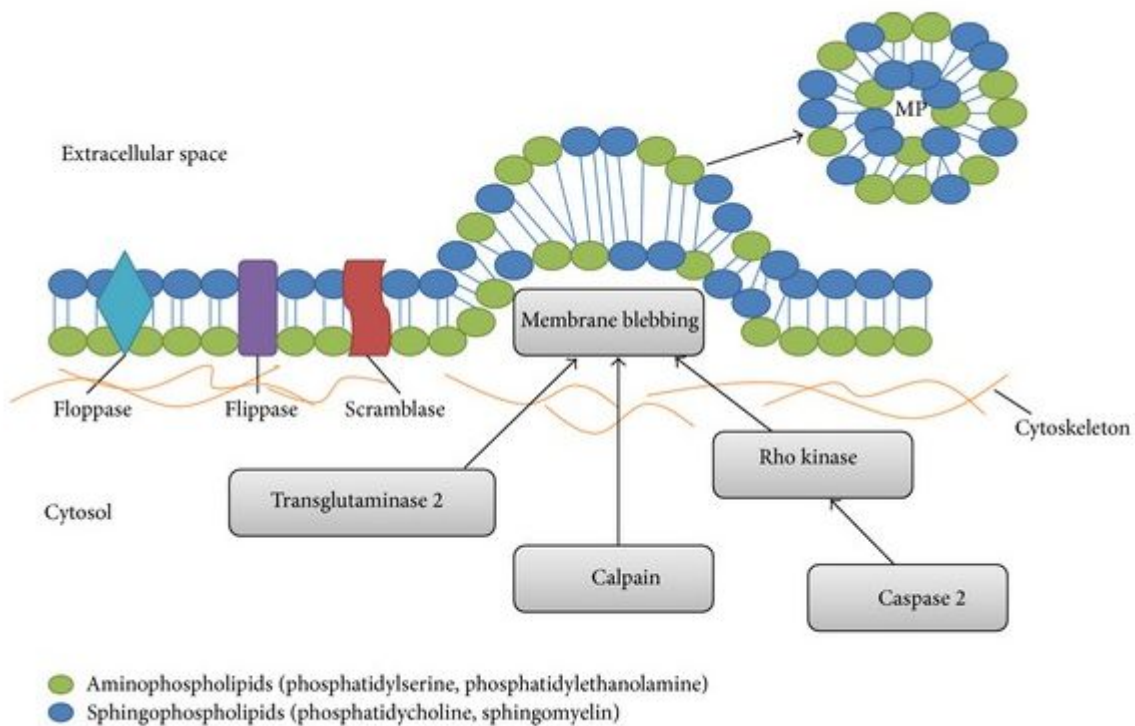 MP
Extracellular space
Membrane blebbing
Floppase
Flippase
Scramblase
Cytoskeleton
Rho kinase
Transglutaminase 2
Cytosol
Calpain
Caspase 2
Aminophospholipids (phosphatidylserine, phosphatidylethanolamine)
Sphingophospholipids (phosphatidycholine, sphingomyelin)